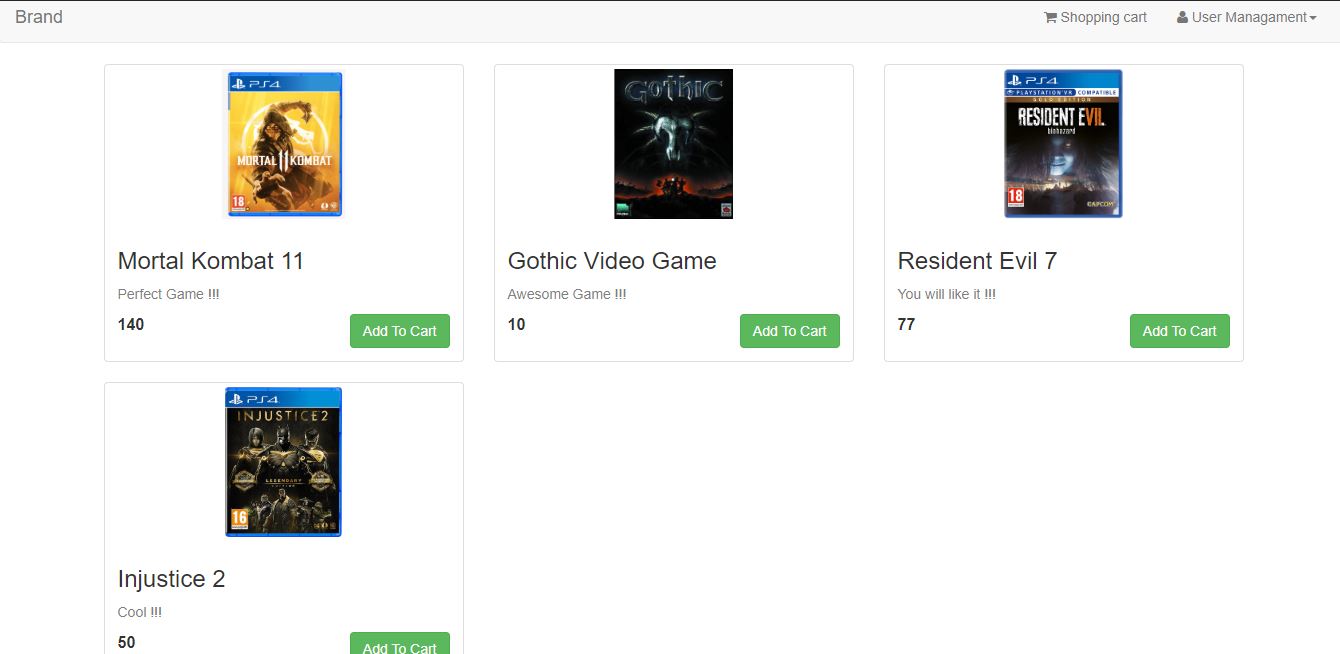 Brand
Shopping cart
User Managament
PS4
MORTAL 11 KOMBAT
18
GOTHIC
PS4
PLAYSTATION VR COMPATIBLE
GOLD EDITION
RESIDENT EVIL
biohazard
18
CAPCOM
Mortal Kombat 11
Gothic Video Game
Resident Evil 7
Perfect Game !!!
Awesome Game !!!
You will like it !!!
140
Add To Cart
10
Add To Cart
77
Add To Cart
PS4
INJUSTICE 2
LEGENDARY
EDITION
16
Injustice 2
Cool !!!
50
Add To Cart